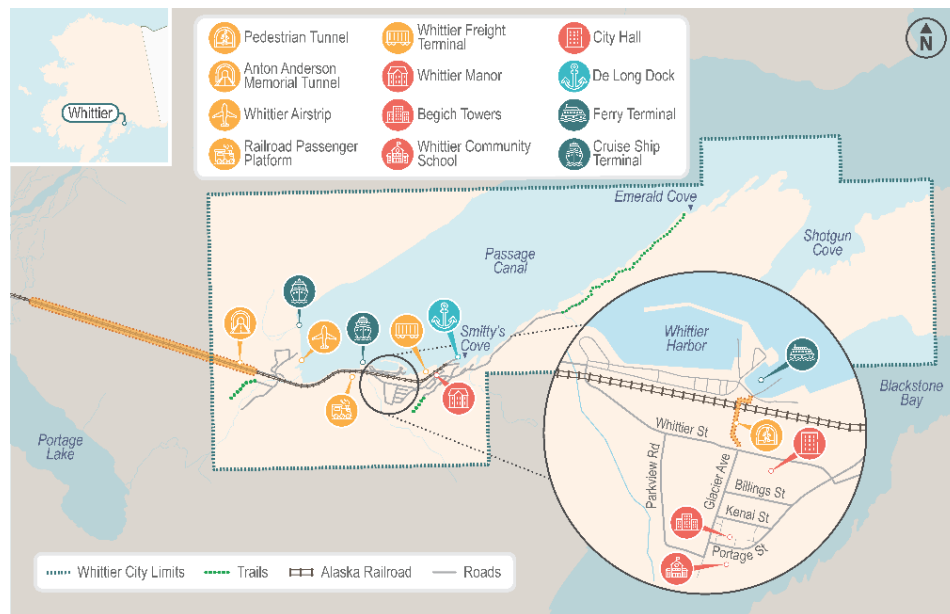 Whittier
Pedestrian Tunnel
Anton Anderson
Memorial Tunnel
Whittier Airstrip
Railroad Passenger
Platform
Whittier Freight
Terminal
Whittier Manor
Begich Towers
Whittier Community
School
City Hall
De Long Dock
Ferry Terminal
Cruise Ship
Terminal
N
Emerald Cove
Passage
Canal
Shotgun
Cove
Smitty's
Cove
Whittier
Harbor
Blackstone
Bay
Portage
Lake
Whittier St
Parkview Rd
Glacier Ave
Billings St
Kenai St
Portage St
Whittier City Limits
Trails
Alaska Railroad
Roads